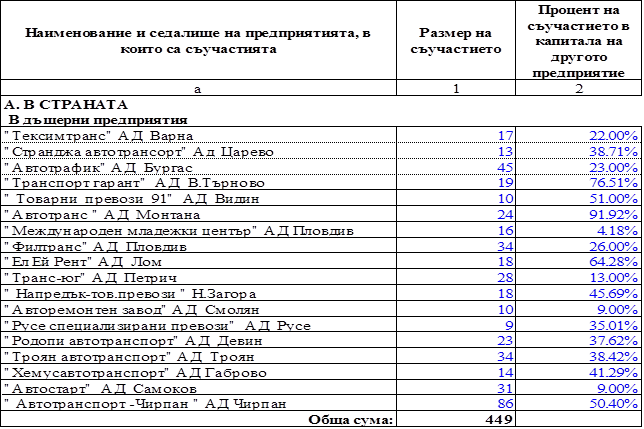 Наименование и седалище на предприятията, в които са съучастията | Размер на съучастието | Процент на съучастието в капитала на другото предприятие
а 1 2
А. В СТРАНАТА
В дъщерни предприятия
"Тексимтранс" АД Варна 17 22.00%
"Странджа автотрансорт" Ад Царево 13 38.71%
"Автотрафик" АД Бургас 45 23.00%
"Транспорт гарант" АД В.Търново 19 76.51%
" Товарни превози 91" АД Видин 10 51.00%
"Автотранс " АД Монтана 24 91.92%
"Международен младежки център" АД Пловдив 16 4.18%
"Филтранс" АД Пловдив 34 26.00%
"Ел Ей Рент" АД Лом 18 64.28%
"Транс-юг" АД Петрич 28 13.00%
" Напредък-тов.превози " Н.Загора 18 45.69%
"Авторемонтен завод" АД Смолян 10 9.00%
"Русе специализирани превози" АД Русе 9 35.01%
"Родопи автотранспорт" АД Девин 23 37.62%
"Троян автотранспорт" АД Троян 34 38.42%
"Хемусавтотранспорт" АД Габрово 14 41.29%
"Автостарт" АД Самоков 31 9.00%
" Автотранспорт -Чирпан " АД Чирпан 86 50.40%
Обща сума: 449